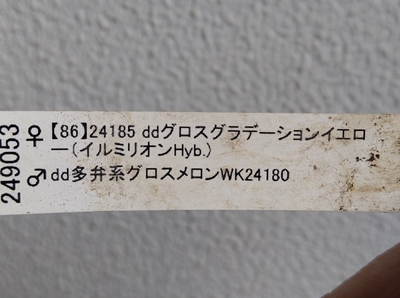 249053
♀【86】24185 ddグロスグラデーションイエロ
ー(イルミリオンHyb.)
♂dd多弁系グロスメロンWK24180